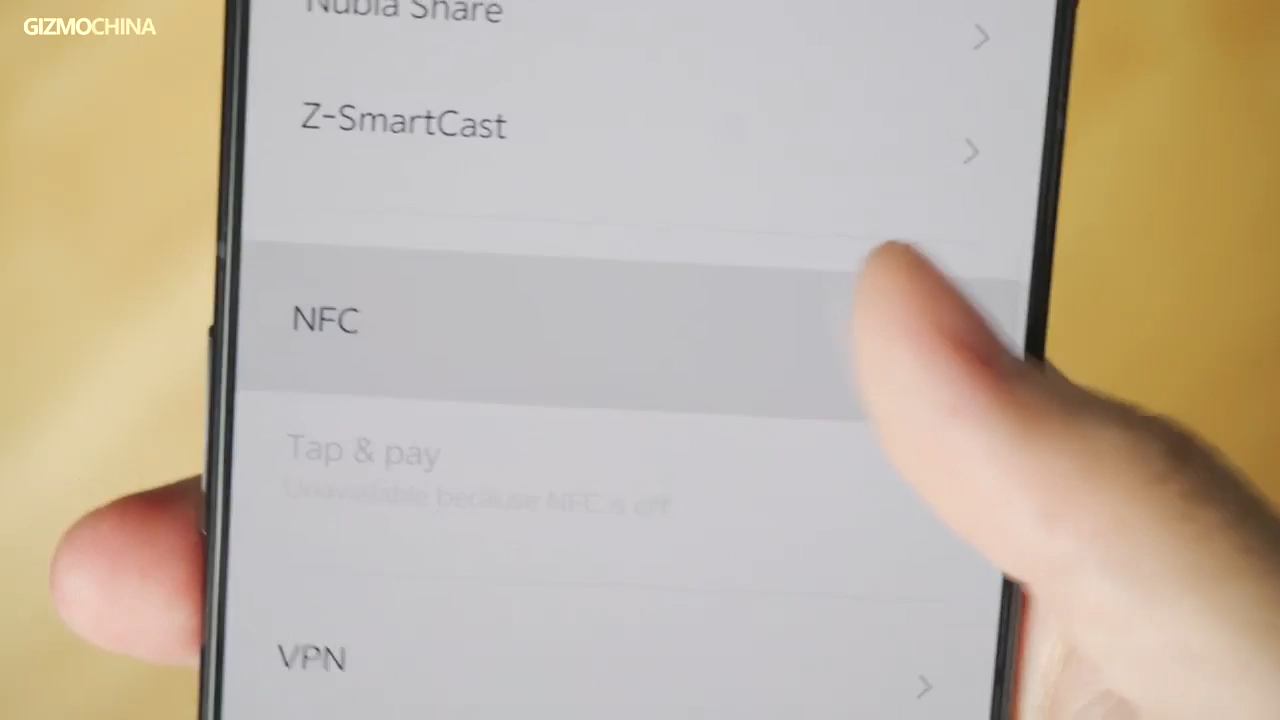 GIZMOCHINA
Nubia Share
Z-SmartCast
NFC
Tap & pay
Unavailable because NFC is off
VPN